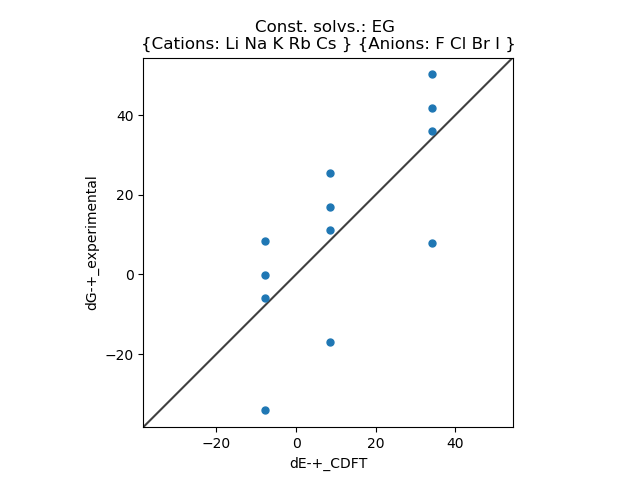 Const. solvs.: EG
{Cations: Li Na K Rb Cs } {Anions: F Cl Br I }
dG-+_experimental
40
20
0
−20
−20 0 20 40
dE-+_CDFT